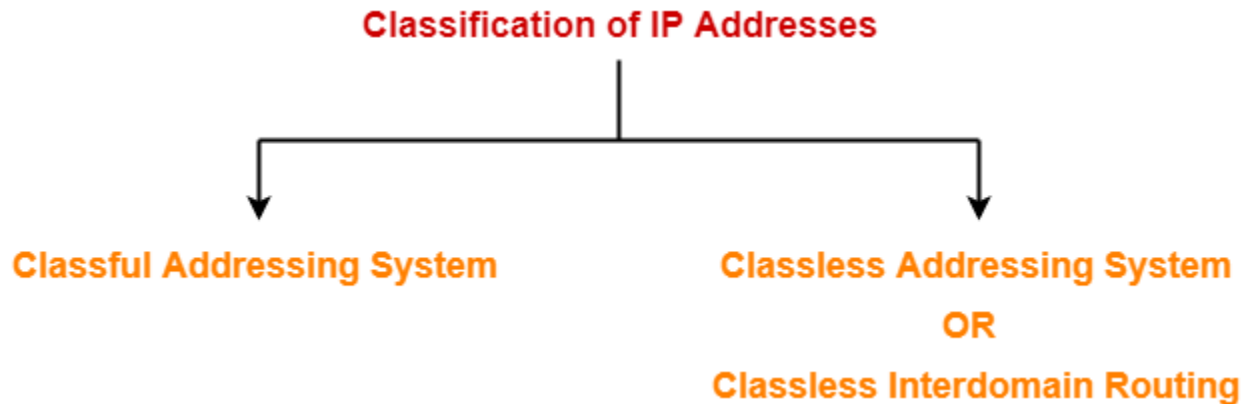 Classification of IP Addresses
Classful Addressing System
Classless Addressing System
OR
Classless Interdomain Routing